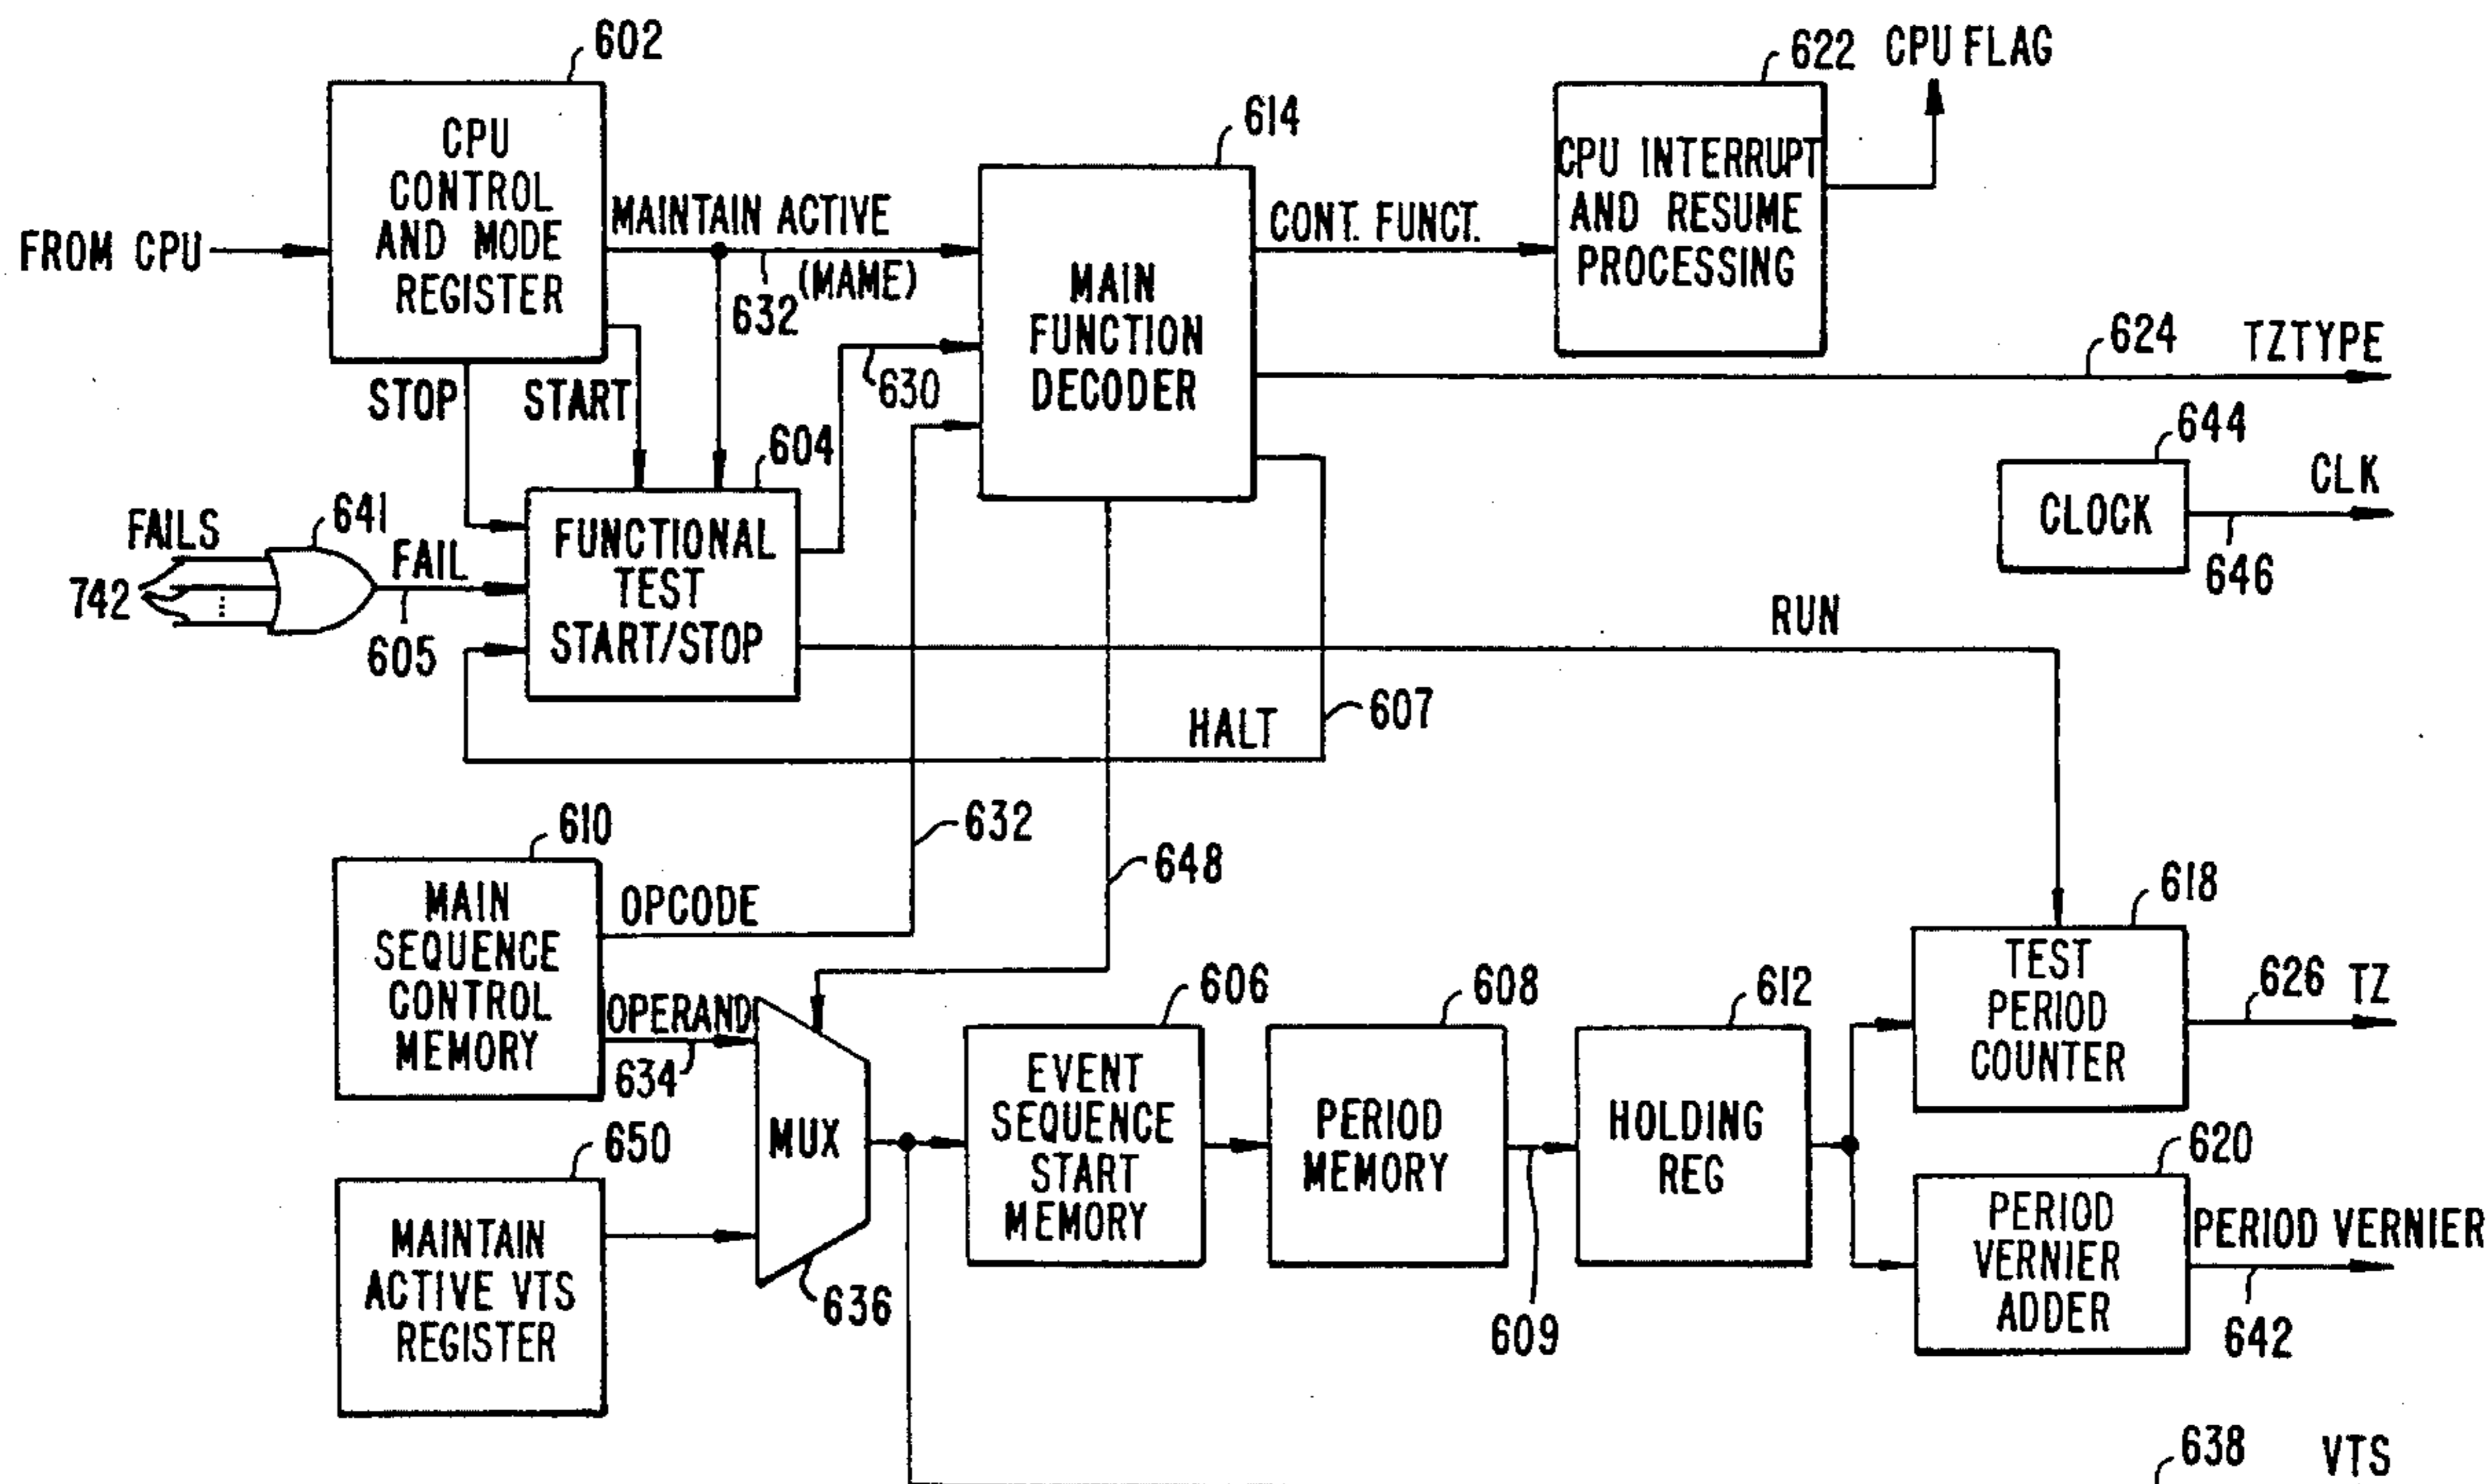 602
CPU
CONTROL
AND MODE
REGISTER
FROM CPU
MAINTAIN ACTIVE
(MAME)
632
STOP
START
614
MAIN
FUNCTION
DECODER
630
CONT. FUNCT.
622
CPU FLAG
CPU INTERRUPT
AND RESUME
PROCESSING
624
TZTYPE
644
CLOCK
CLK
646
604
FUNCTIONAL
TEST
START/STOP
FAILS
742
641
FAIL
605
RUN
HALT
607
632
648
610
MAIN
SEQUENCE
CONTROL
MEMORY
OPCODE
OPERAND
634
650
MAINTAIN
ACTIVE VTS
REGISTER
MUX
636
606
EVENT
SEQUENCE
START
MEMORY
608
PERIOD
MEMORY
609
612
HOLDING
REG
618
TEST
PERIOD
COUNTER
626
TZ
620
PERIOD
VERNIER
ADDER
PERIOD VERNIER
642
638
VTS